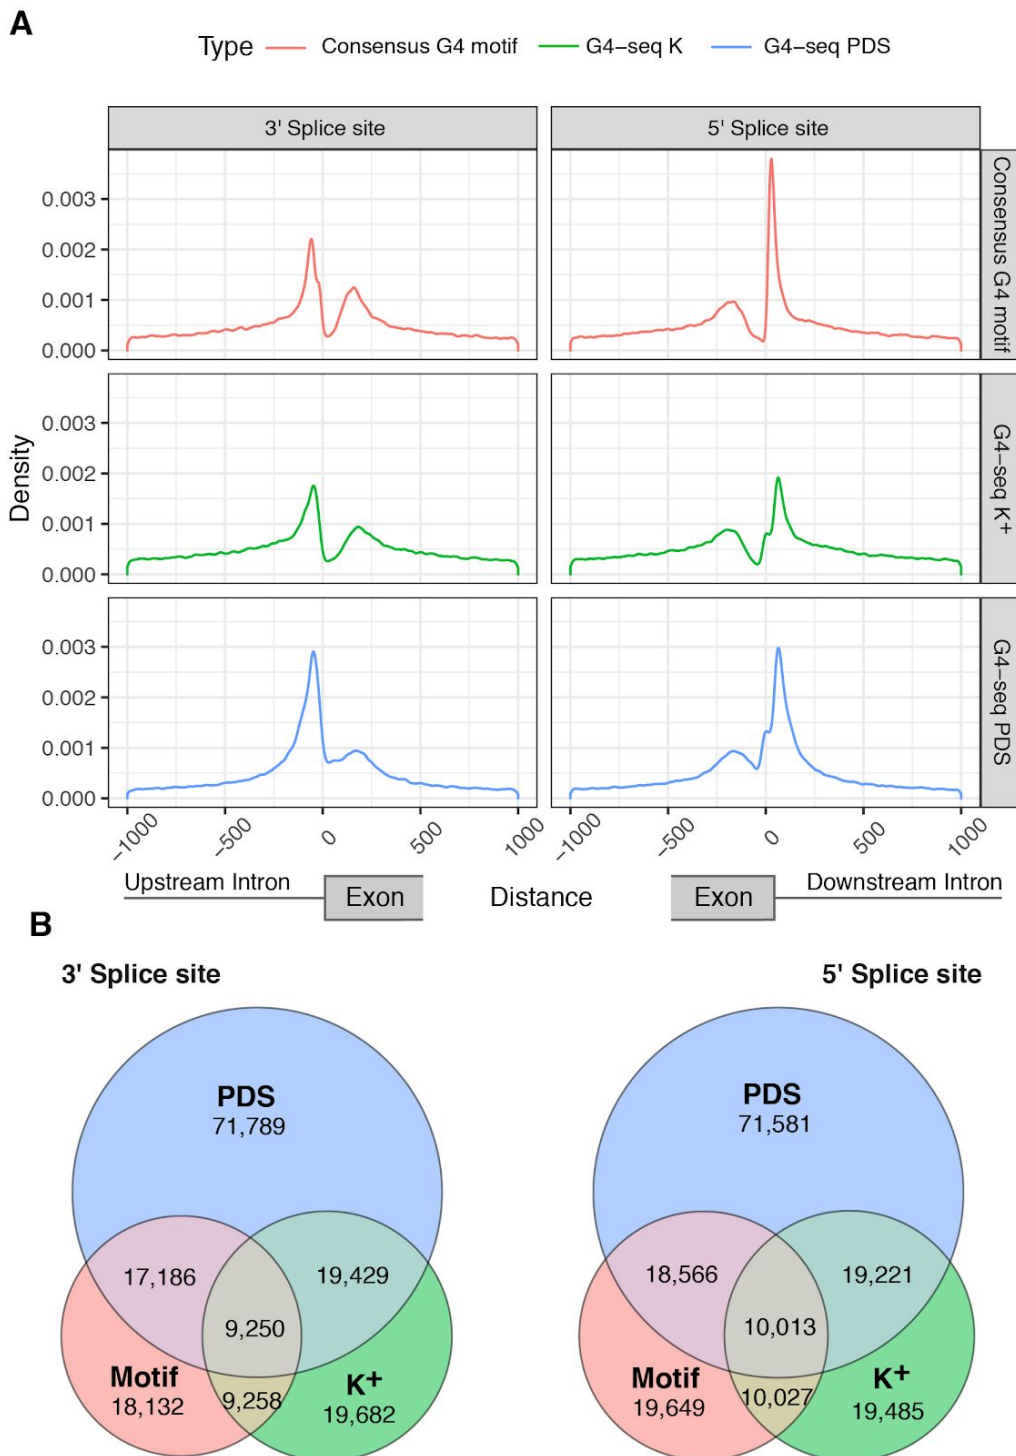 A
Type Consensus G4 motif G4−seq K G4−seq PDS
3' Splice site 5' Splice site
Density
0.003
0.002
0.001
0.000
Consensus G4 motif
0.003
0.002
0.001
0.000
G4−seq K+
0.003
0.002
0.001
0.000
G4−seq PDS
−1000 −500 0 500 1000 −1000 −500 0 500 1000
Upstream Intron Exon Distance Exon Downstream Intron
B
3' Splice site 5' Splice site
PDS
71,789
17,186 19,429
9,250
Motif
18,132
9,258
K+
19,682
PDS
71,581
18,566 19,221
10,013
Motif
19,649
10,027
K+
19,485